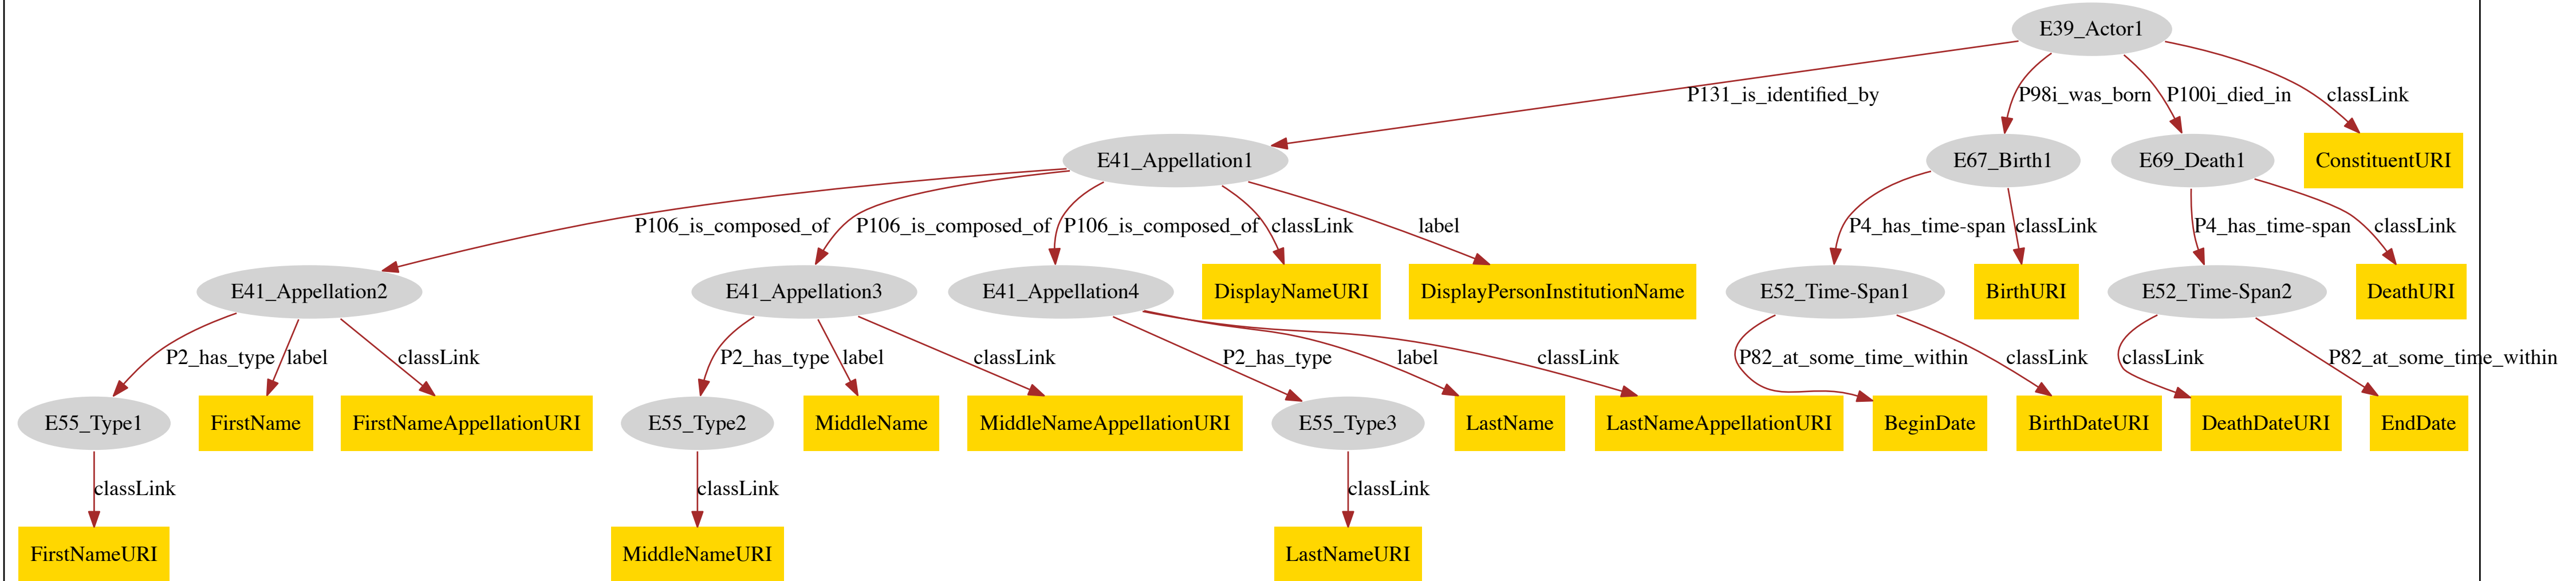 E39_Actor1
P131_is_identified_by
P98i_was_born
P100i_died_in
classLink
E41_Appellation1
E67_Birth1
E69_Death1
ConstituentURI
P106_is_composed_of
P106_is_composed_of
P106_is_composed_of
classLink
label
P4_has_time-span
classLink
P4_has_time-span
classLink
E41_Appellation2
E41_Appellation3
E41_Appellation4
DisplayNameURI
DisplayPersonInstitutionName
E52_Time-Span1
BirthURI
E52_Time-Span2
DeathURI
P2_has_type
label
classLink
P2_has_type
label
classLink
P2_has_type
label
classLink
P82_at_some_time_within
classLink
classLink
P82_at_some_time_within
E55_Type1
FirstName
FirstNameAppellationURI
E55_Type2
MiddleName
MiddleNameAppellationURI
E55_Type3
LastName
LastNameAppellationURI
BeginDate
BirthDateURI
DeathDateURI
EndDate
classLink
classLink
classLink
FirstNameURI
MiddleNameURI
LastNameURI